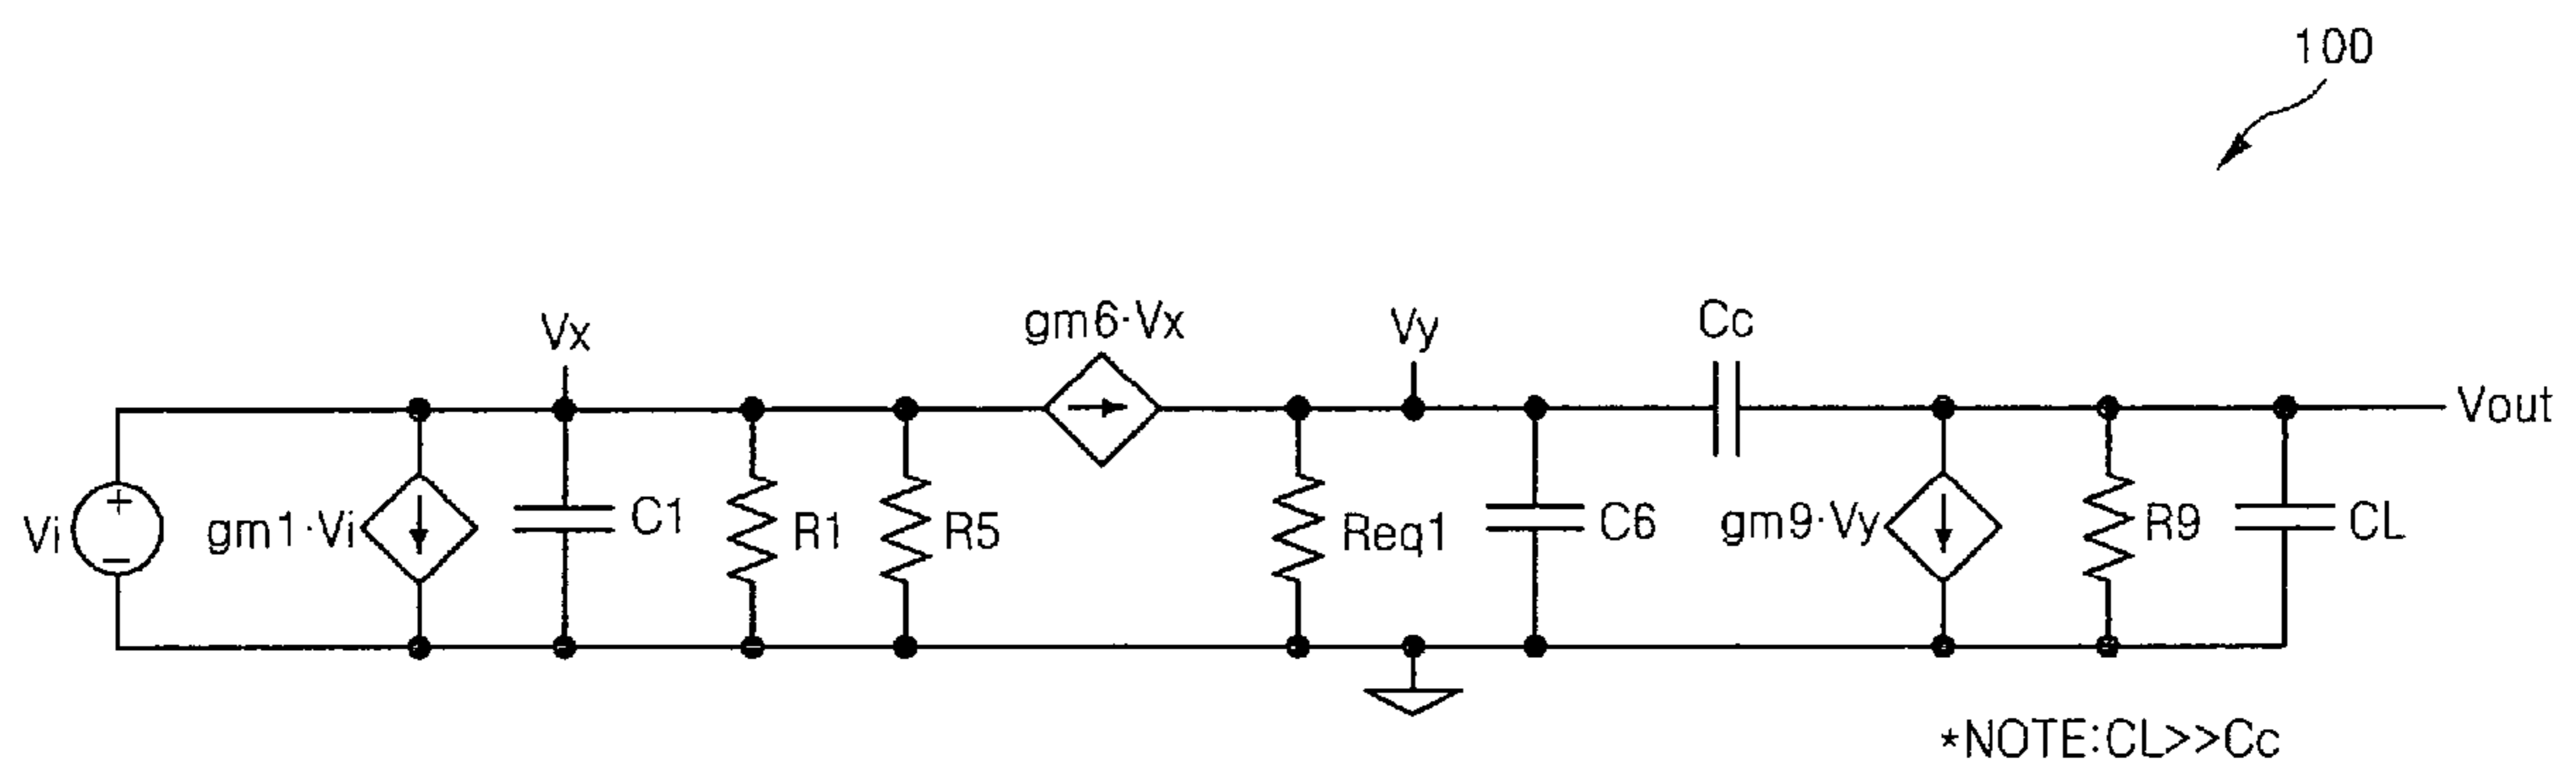 100
Vx
gm6·Vx
Vy
Cc
Vout
+
Vi
−
gm1·Vi
C1
R1
R5
Req1
C6
gm9·Vy
R9
CL
*NOTE:CL>>Cc